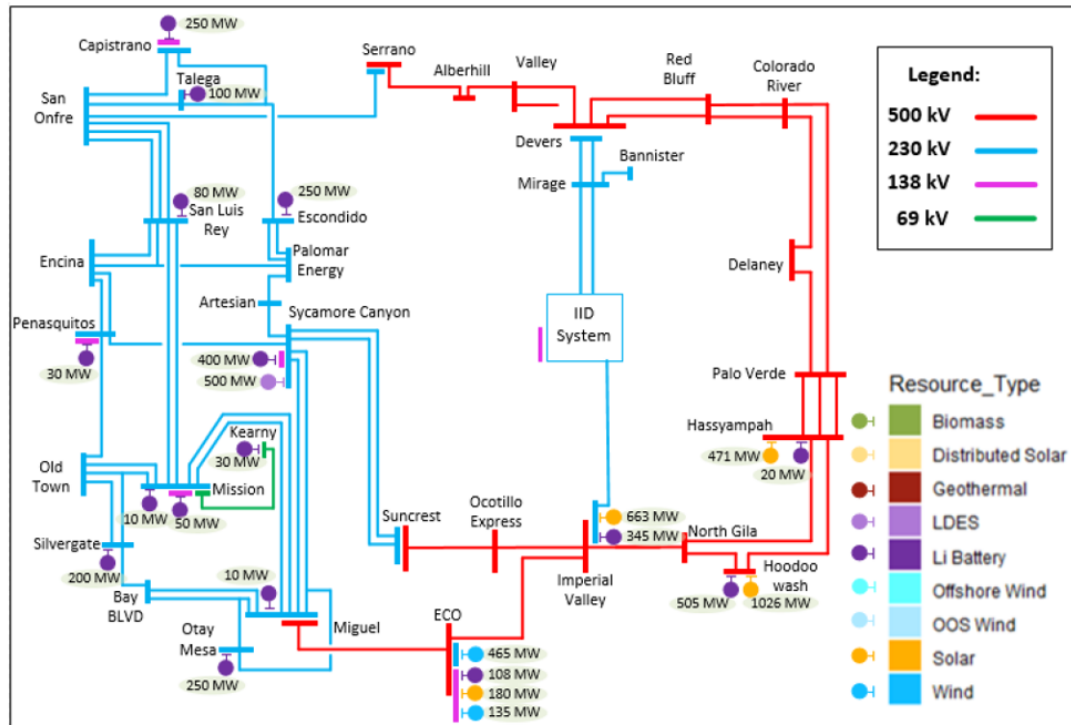 250 MW
Capistrano
Talega
100 MW
San
Onfre
Serrano
Alberhill
Valley
Red
Bluff
Colorado
River
Devers
Bannister
Mirage
Legend:
500 kV
230 kV
138 kV
69 kV
80 MW
San Luis
Rey
250 MW
Escondido
Encina
Palomar
Energy
Artesian
Sycamore Canyon
Delaney
Penasquitos
30 MW
400 MW
500 MW
IID
System
Palo Verde
Hassyampah
471 MW
20 MW
Kearny
30 MW
Old
Town
Mission
10 MW
50 MW
Suncrest
Ocotillo
Express
663 MW
345 MW
Imperial
Valley
North Gila
Hoodoo
wash
505 MW
1026 MW
Silvergate
200 MW
Bay
BLVD
10 MW
Miguel
Otay
Mesa
250 MW
ECO
465 MW
108 MW
180 MW
135 MW
Resource_Type
Biomass
Distributed Solar
Geothermal
LDES
Li Battery
Offshore Wind
OOS Wind
Solar
Wind